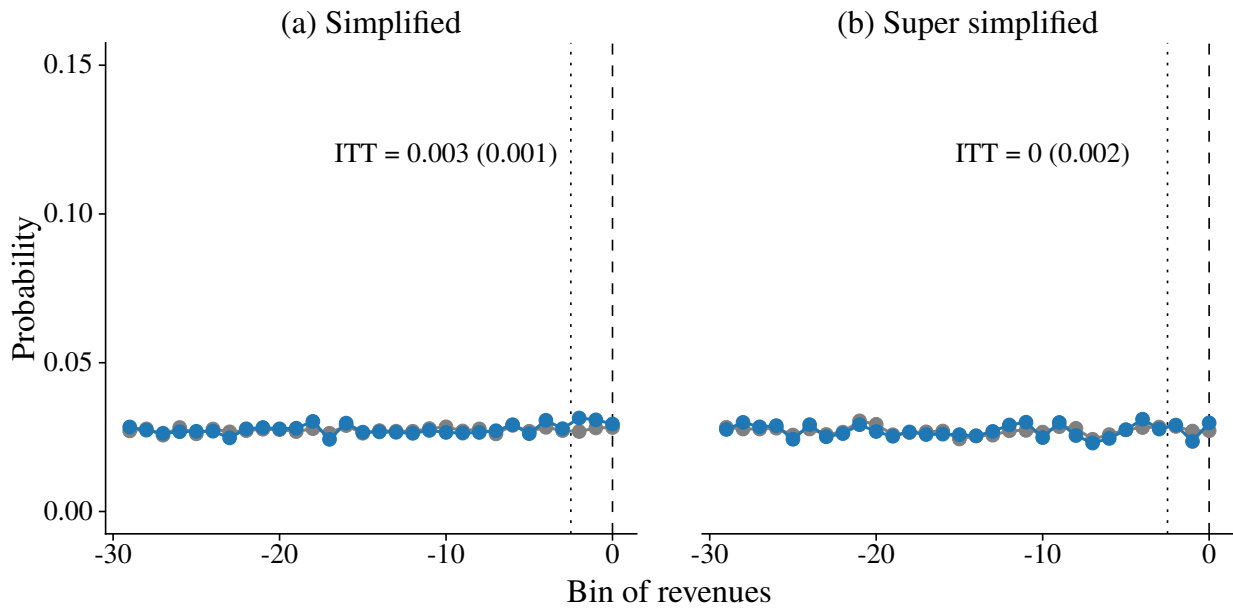 (a) Simplified
(b) Super simplified
0.15
0.10
0.05
0.00
Probability
ITT = 0.003 (0.001)
ITT = 0 (0.002)
-30
-20
-10
0
-30
-20
-10
0
Bin of revenues